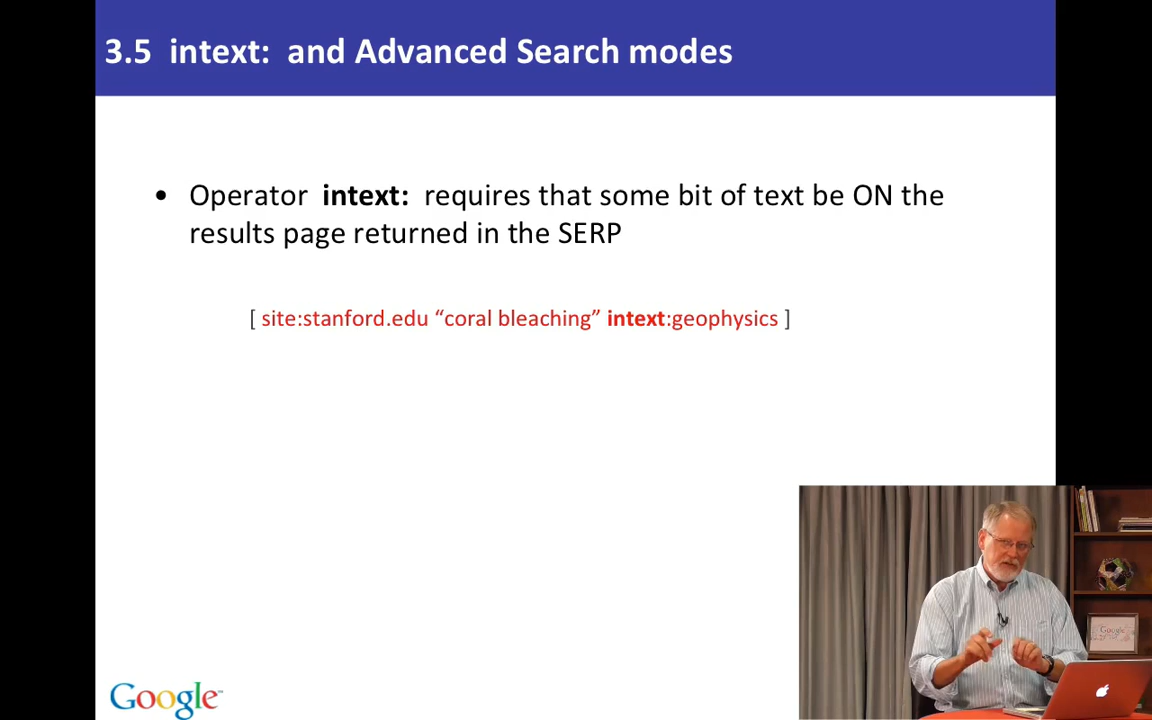 3.5 intext: and Advanced Search modes
• Operator intext: requires that some bit of text be ON the
results page returned in the SERP
[ site:stanford.edu “coral bleaching” intext:geophysics ]
Google
Google™